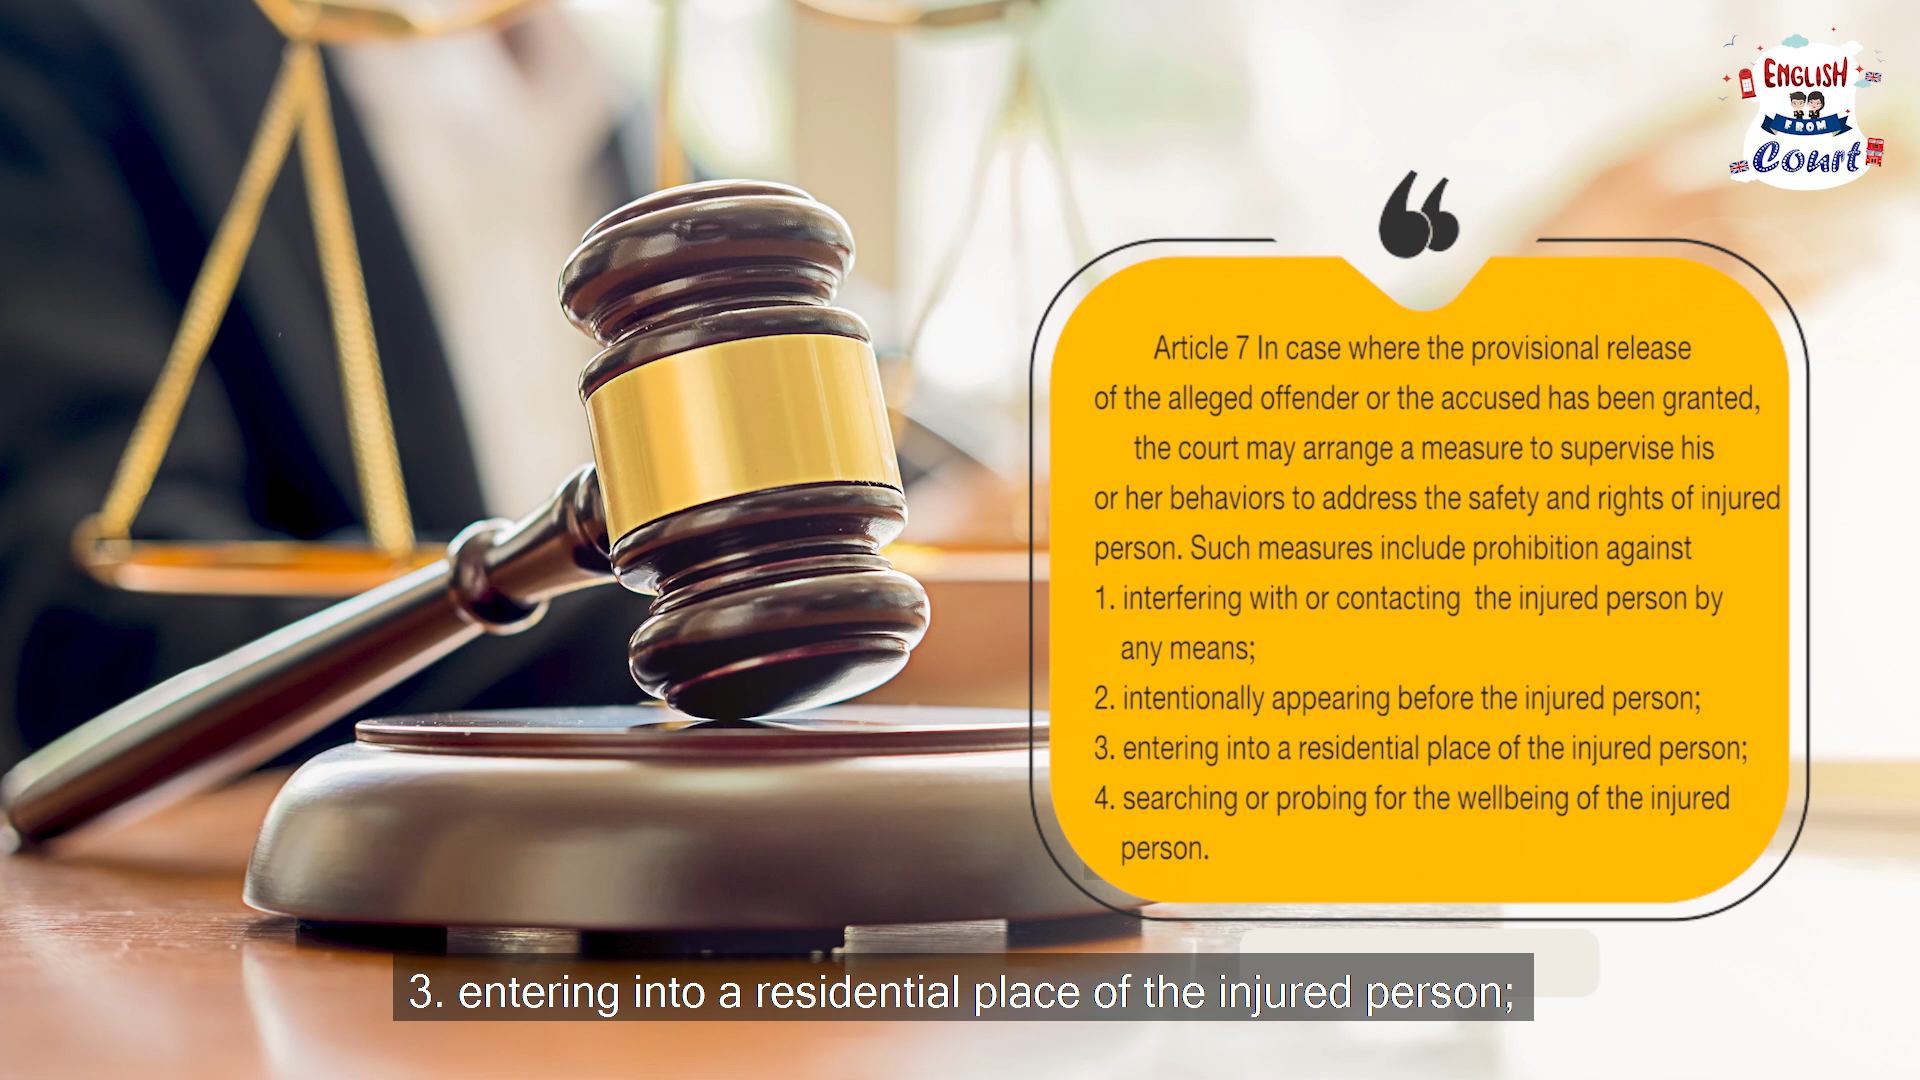 ENGLISH
FROM
Court
Article 7 In case where the provisional release
of the alleged offender or the accused has been granted,
the court may arrange a measure to supervise his
or her behaviors to address the safety and rights of injured
person. Such measures include prohibition against
1. interfering with or contacting the injured person by
any means;
2. intentionally appearing before the injured person;
3. entering into a residential place of the injured person;
4. searching or probing for the wellbeing of the injured
person.
3. entering into a residential place of the injured person;